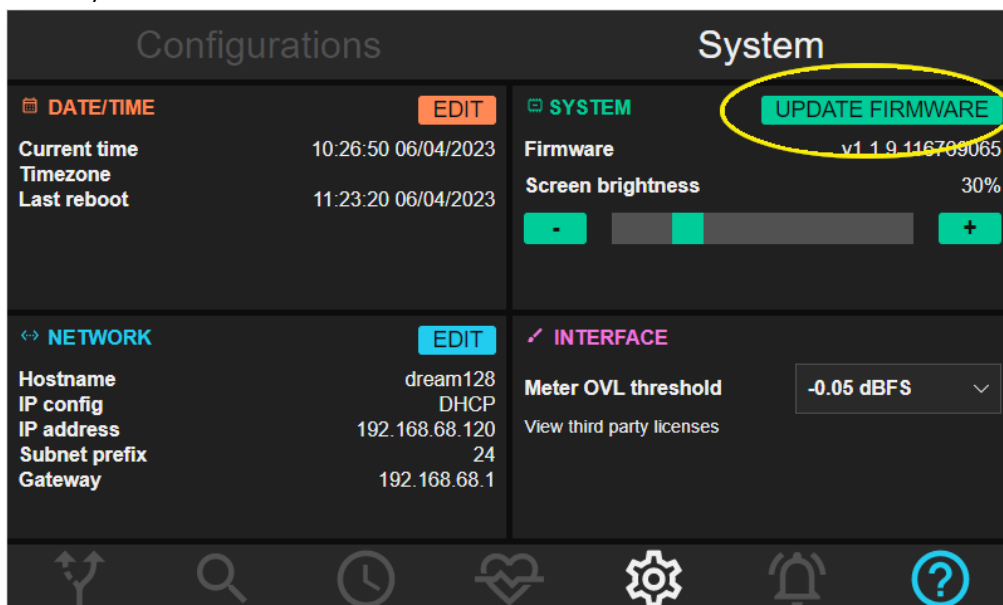 Configurations
System
DATE/TIME
EDIT
Current time 10:26:50 06/04/2023
Timezone
Last reboot 11:23:20 06/04/2023
SYSTEM
UPDATE FIRMWARE
Firmware v1.1.9.116709065
Screen brightness 30%
-
+
NETWORK
EDIT
Hostname dream128
IP config DHCP
IP address 192.168.68.120
Subnet prefix 24
Gateway 192.168.68.1
INTERFACE
Meter OVL threshold -0.05 dBFS
View third party licenses
?